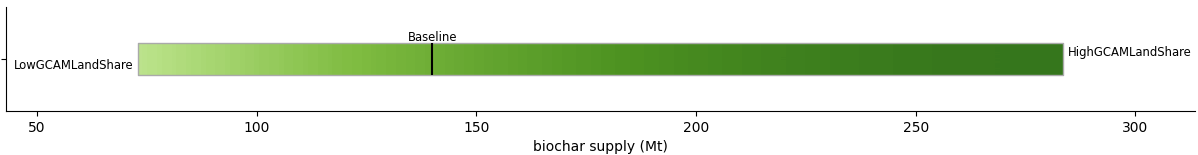 Baseline
LowGCAMLandShare
HighGCAMLandShare
50 100 150 200 250 300
biochar supply (Mt)